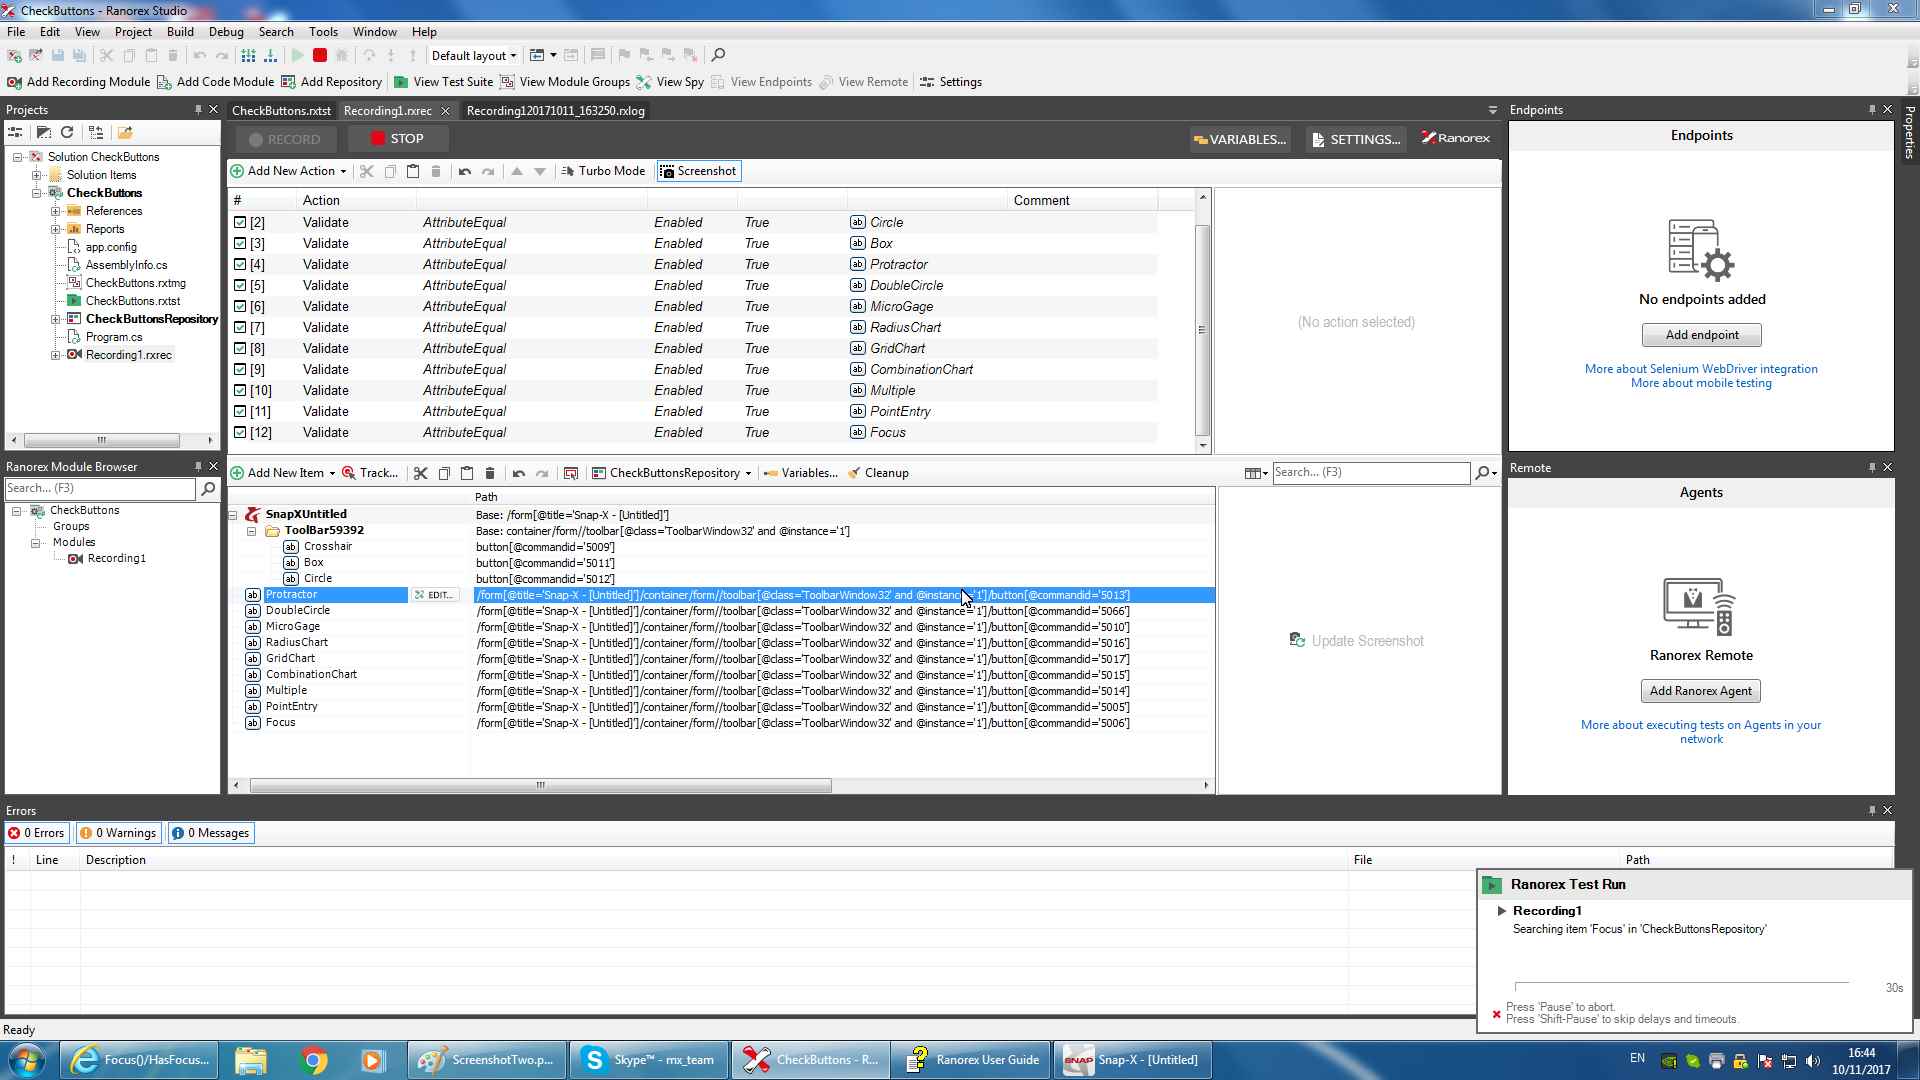 CheckButtons - Ranorex Studio
File Edit View Project Build Debug Search Tools Window Help
Default layout
Add Recording Module Add Code Module Add Repository View Test Suite View Module Groups View Spy View Endpoints View Remote Settings
Projects
CheckButtons.rxtst Recording1.rxrec Recording120171011_163250.rxlog
Endpoints
Properties
RECORD STOP VARIABLES... SETTINGS... Ranorex
Solution CheckButtons
Solution Items
CheckButtons
References
Reports
app.config
AssemblyInfo.cs
CheckButtons.rxtmg
CheckButtons.rxtst
CheckButtonsRepository
Program.cs
Recording1.rxrec
Add New Action Turbo Mode Screenshot
# Action Comment
[2] Validate AttributeEqual Enabled True Circle
[3] Validate AttributeEqual Enabled True Box
[4] Validate AttributeEqual Enabled True Protractor
[5] Validate AttributeEqual Enabled True DoubleCircle
[6] Validate AttributeEqual Enabled True MicroGage
[7] Validate AttributeEqual Enabled True RadiusChart
[8] Validate AttributeEqual Enabled True GridChart
[9] Validate AttributeEqual Enabled True CombinationChart
[10] Validate AttributeEqual Enabled True Multiple
[11] Validate AttributeEqual Enabled True PointEntry
[12] Validate AttributeEqual Enabled True Focus
(No action selected)
Endpoints
No endpoints added
Add endpoint
More about Selenium WebDriver integration
More about mobile testing
Ranorex Module Browser
Search... (F3)
CheckButtons
Groups
Modules
Recording1
Add New Item Track... CheckButtonsRepository Variables... Cleanup Search... (F3)
Path
SnapXUntitled Base: /form[@title='Snap-X - [Untitled]']
ToolBar59392 Base: container/form//toolbar[@class='ToolbarWindow32' and @instance='1']
ab Crosshair button[@commandid='5009']
ab Box button[@commandid='5011']
ab Circle button[@commandid='5012']
ab Protractor EDIT... /form[@title='Snap-X - [Untitled]']/container/form//toolbar[@class='ToolbarWindow32' and @instance='1']/button[@commandid='5013']
ab DoubleCircle /form[@title='Snap-X - [Untitled]']/container/form//toolbar[@class='ToolbarWindow32' and @instance='1']/button[@commandid='5066']
ab MicroGage /form[@title='Snap-X - [Untitled]']/container/form//toolbar[@class='ToolbarWindow32' and @instance='1']/button[@commandid='5010']
ab RadiusChart /form[@title='Snap-X - [Untitled]']/container/form//toolbar[@class='ToolbarWindow32' and @instance='1']/button[@commandid='5016']
ab GridChart /form[@title='Snap-X - [Untitled]']/container/form//toolbar[@class='ToolbarWindow32' and @instance='1']/button[@commandid='5017']
ab CombinationChart /form[@title='Snap-X - [Untitled]']/container/form//toolbar[@class='ToolbarWindow32' and @instance='1']/button[@commandid='5015']
ab Multiple /form[@title='Snap-X - [Untitled]']/container/form//toolbar[@class='ToolbarWindow32' and @instance='1']/button[@commandid='5014']
ab PointEntry /form[@title='Snap-X - [Untitled]']/container/form//toolbar[@class='ToolbarWindow32' and @instance='1']/button[@commandid='5005']
ab Focus /form[@title='Snap-X - [Untitled]']/container/form//toolbar[@class='ToolbarWindow32' and @instance='1']/button[@commandid='5006']
Update Screenshot
Remote
Agents
Ranorex Remote
Add Ranorex Agent
More about executing tests on Agents in your
network
Errors
0 Errors 0 Warnings 0 Messages
! Line Description File Path
Ranorex Test Run
Recording1
Searching item 'Focus' in 'CheckButtonsRepository'
30s
Press 'Pause' to abort.
Press 'Shift-Pause' to skip delays and timeouts.
Ready
Focus()/HasFocus... ScreenshotTwo.p... Skype™ - mx_team CheckButtons - R... Ranorex User Guide SNAP Snap-X - [Untitled] EN 16:44
10/11/2017